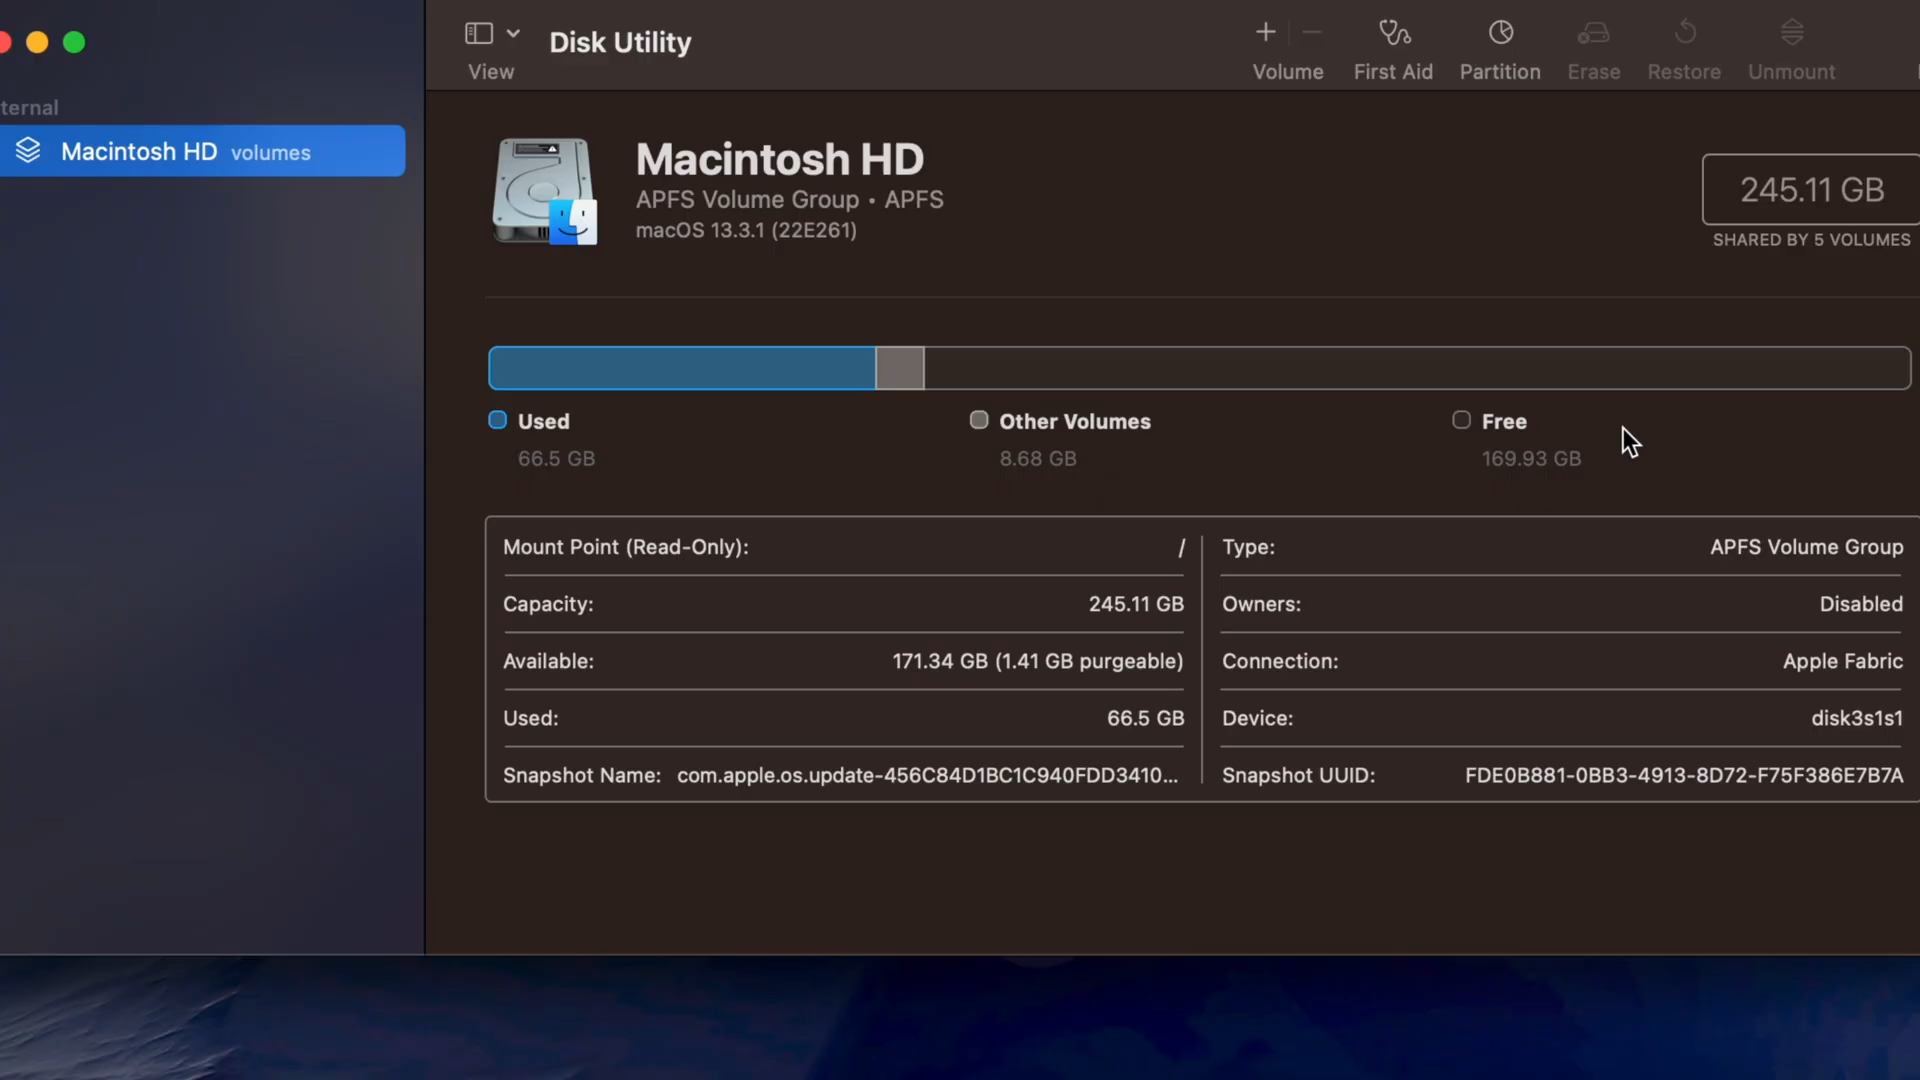 Disk Utility
View
Volume
First Aid
Partition
Erase
Restore
Unmount
ternal
Macintosh HD volumes
Macintosh HD
APFS Volume Group • APFS
macOS 13.3.1 (22E261)
245.11 GB
SHARED BY 5 VOLUMES
Used
66.5 GB
Other Volumes
8.68 GB
Free
169.93 GB
Mount Point (Read-Only): /
Capacity: 245.11 GB
Available: 171.34 GB (1.41 GB purgeable)
Used: 66.5 GB
Snapshot Name: com.apple.os.update-456C84D1BC1C940FDD3410...
Type: APFS Volume Group
Owners: Disabled
Connection: Apple Fabric
Device: disk3s1s1
Snapshot UUID: FDE0B881-0BB3-4913-8D72-F75F386E7B7A